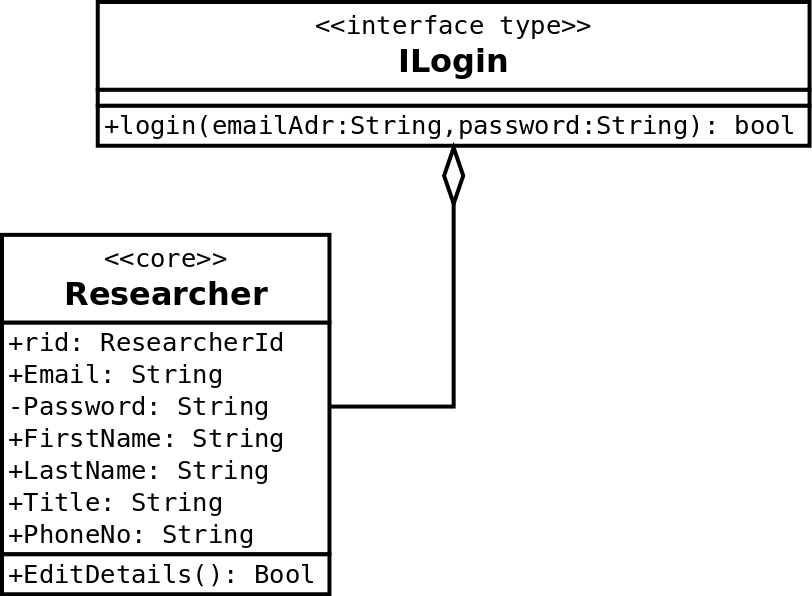 <<interface type>>
ILogin
+login(emailAdr:String,password:String): bool
<<core>>
Researcher
+rid: ResearcherId
+Email: String
-Password: String
+FirstName: String
+LastName: String
+Title: String
+PhoneNo: String
+EditDetails(): Bool